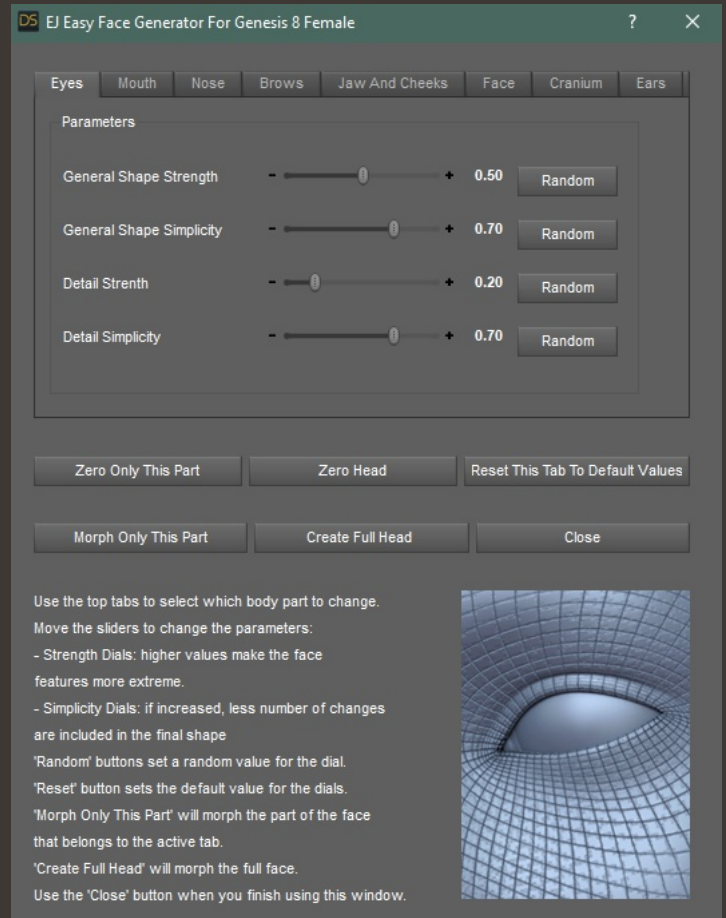 DS EJ Easy Face Generator For Genesis 8 Female ? ×
Eyes Mouth Nose Brows Jaw And Cheeks Face Cranium Ears
Parameters
General Shape Strength - + 0.50 Random
General Shape Simplicity - + 0.70 Random
Detail Strenth - + 0.20 Random
Detail Simplicity - + 0.70 Random
Zero Only This Part Zero Head Reset This Tab To Default Values
Morph Only This Part Create Full Head Close
Use the top tabs to select which body part to change.
Move the sliders to change the parameters:
- Strength Dials: higher values make the face
features more extreme.
- Simplicity Dials: if increased, less number of changes
are included in the final shape
'Random' buttons set a random value for the dial.
'Reset' button sets the default value for the dials.
'Morph Only This Part' will morph the part of the face
that belongs to the active tab.
'Create Full Head' will morph the full face.
Use the 'Close' button when you finish using this window.